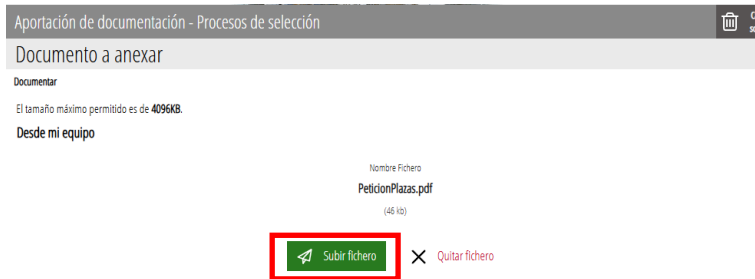 Aportación de documentación - Procesos de selección
Documento a anexar
Documentar
El tamaño máximo permitido es de 4096KB.
Desde mi equipo
Nombre Fichero
PeticionPlazas.pdf
(46 kb)
Subir fichero
Quitar fichero